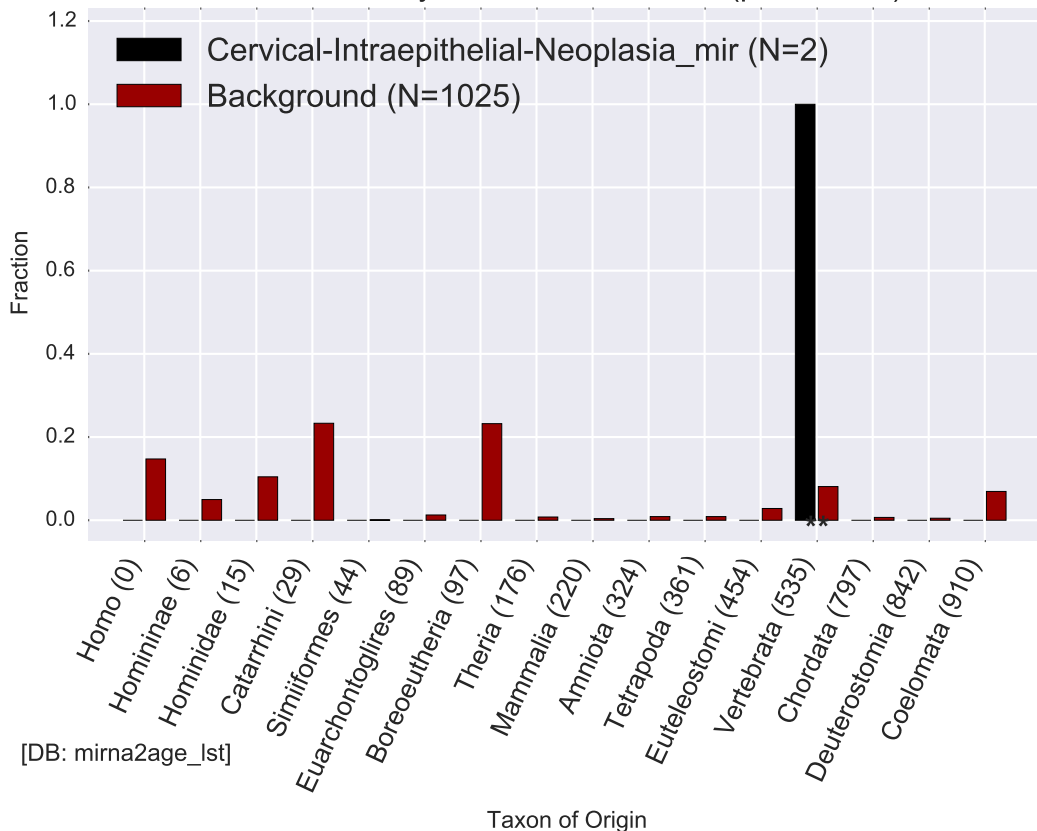 1.2
Cervical-Intraepithelial-Neoplasia_mir (N=2)
Background (N=1025)
1.0
0.8
0.6
0.4
0.2
0.0
Fraction
**
Homo (0)
Homininae (6)
Hominidae (15)
Catarrhini (29)
Simiiformes (44)
Euarchontoglires (89)
Boreoeutheria (97)
Theria (176)
Mammalia (220)
Amniota (324)
Tetrapoda (361)
Euteleostomi (454)
Vertebrata (535)
Chordata (797)
Deuterostomia (842)
Coelomata (910)
[DB: mirna2age_lst]
Taxon of Origin